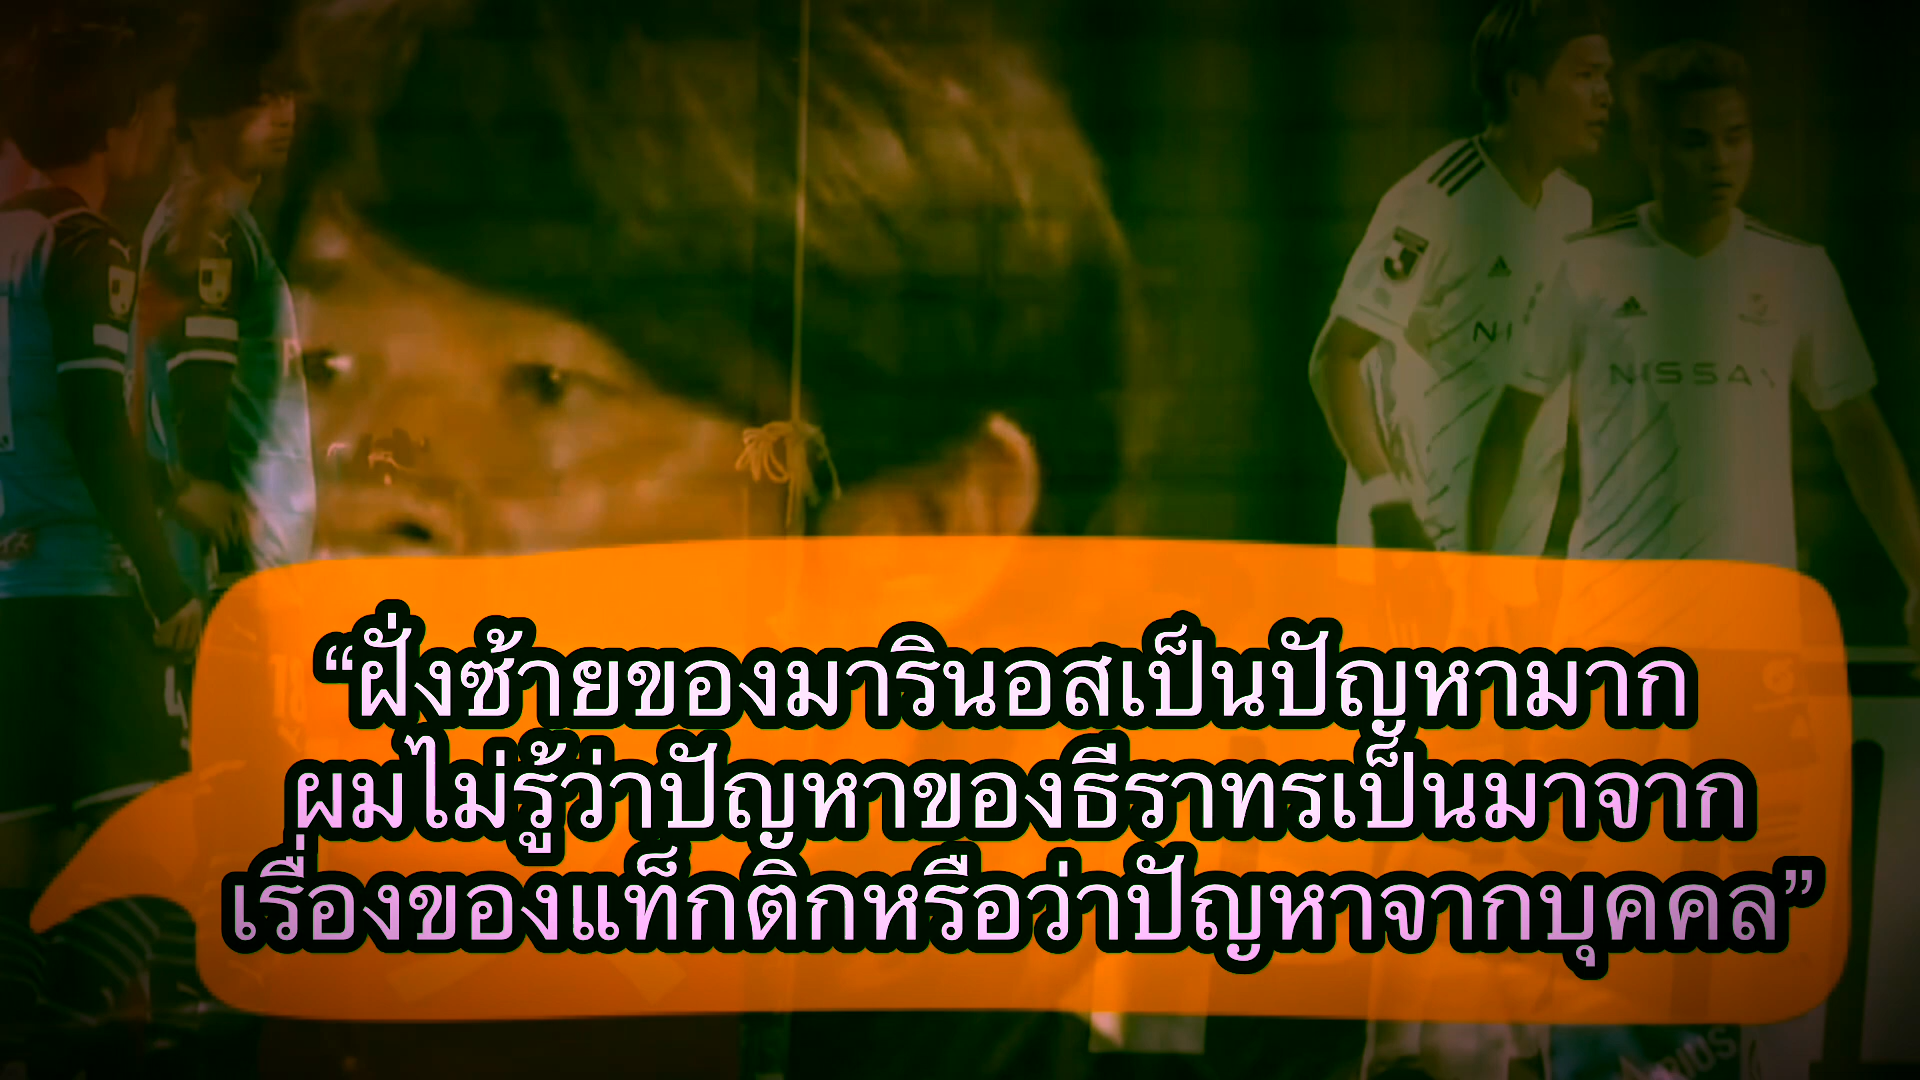 NISSAN
“ฝั่งซ้ายของมารินอสเป็นปัญหามาก
ผมไม่รู้ว่าปัญหาของธีราทรเป็นมาจาก
เรื่องของแท็กติกหรือว่าปัญหาจากบุคคล”